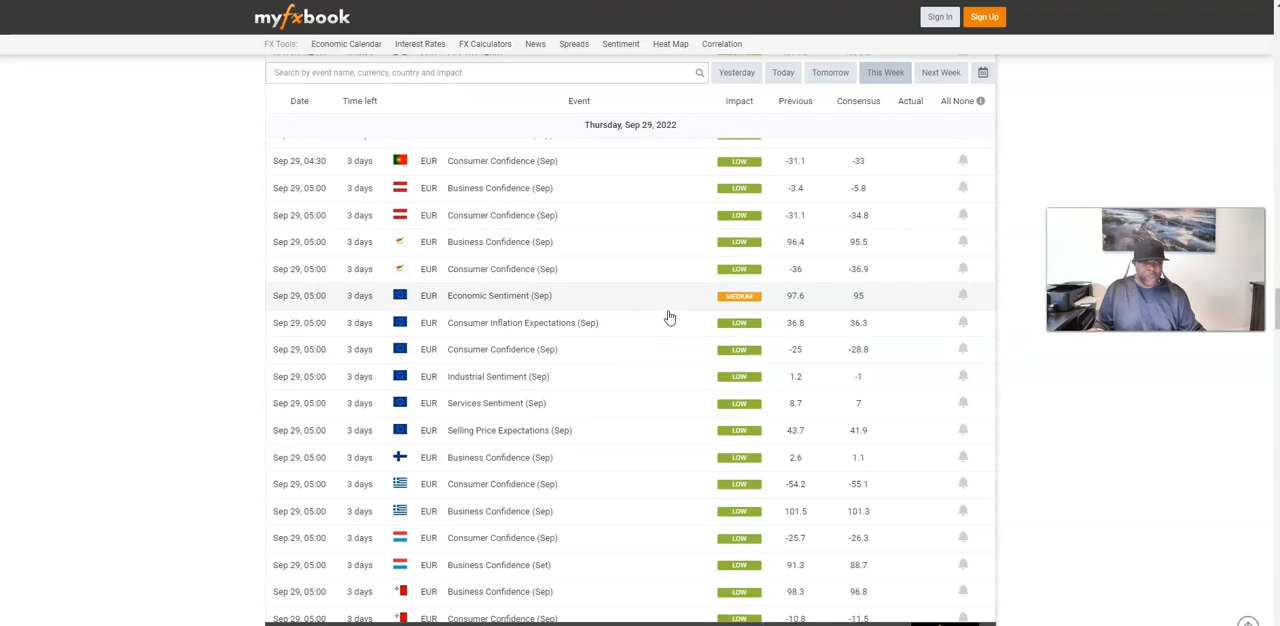 myfxbook
Sign In Sign Up
FX Tools: Economic Calendar Interest Rates FX Calculators News Spreads Sentiment Heat Map Correlation
Search by event name, currency, country and impact Yesterday Today Tomorrow This Week Next Week
Date Time left Event Impact Previous Consensus Actual All None
Thursday, Sep 29, 2022
Sep 29, 04:30 3 days EUR Consumer Confidence (Sep) LOW -31.1 -33
Sep 29, 05:00 3 days EUR Business Confidence (Sep) LOW -3.4 -5.8
Sep 29, 05:00 3 days EUR Consumer Confidence (Sep) LOW -31.1 -34.8
Sep 29, 05:00 3 days EUR Business Confidence (Sep) LOW 96.4 95.5
Sep 29, 05:00 3 days EUR Consumer Confidence (Sep) LOW -36 -36.9
Sep 29, 05:00 3 days EUR Economic Sentiment (Sep) MEDIUM 97.6 95
Sep 29, 05:00 3 days EUR Consumer Inflation Expectations (Sep) LOW 36.8 36.3
Sep 29, 05:00 3 days EUR Consumer Confidence (Sep) LOW -25 -28.8
Sep 29, 05:00 3 days EUR Industrial Sentiment (Sep) LOW 1.2 -1
Sep 29, 05:00 3 days EUR Services Sentiment (Sep) LOW 8.7 7
Sep 29, 05:00 3 days EUR Selling Price Expectations (Sep) LOW 43.7 41.9
Sep 29, 05:00 3 days EUR Business Confidence (Sep) LOW 2.6 1.1
Sep 29, 05:00 3 days EUR Consumer Confidence (Sep) LOW -54.2 -55.1
Sep 29, 05:00 3 days EUR Business Confidence (Sep) LOW 101.5 101.3
Sep 29, 05:00 3 days EUR Consumer Confidence (Sep) LOW -25.7 -26.3
Sep 29, 05:00 3 days EUR Business Confidence (Set) LOW 91.3 88.7
Sep 29, 05:00 3 days EUR Business Confidence (Sep) LOW 98.3 96.8
Sep 29, 05:00 3 days EUR Consumer Confidence (Sep) LOW -10.8 -11.5